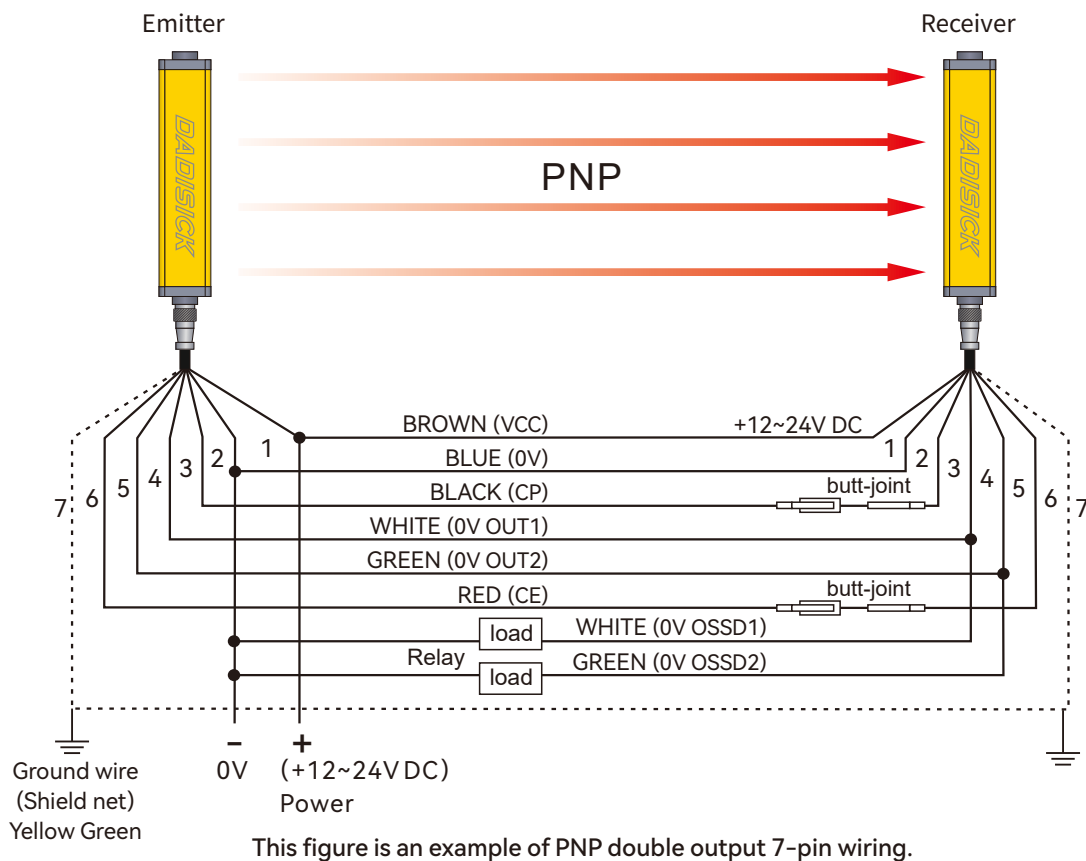 Emitter
Receiver
DADISICK
DADISICK
PNP
BROWN (VCC)
+12~24V DC
BLUE (0V)
BLACK (CP)
butt-joint
WHITE (0V OUT1)
GREEN (0V OUT2)
RED (CE)
butt-joint
load
WHITE (0V OSSD1)
Relay
load
GREEN (0V OSSD2)
7
6
5
4
3
2
1
1
2
3
4
5
6
7
-
+
0V
(+12~24V DC)
Power
Ground wire
(Shield net)
Yellow Green
This figure is an example of PNP double output 7-pin wiring.